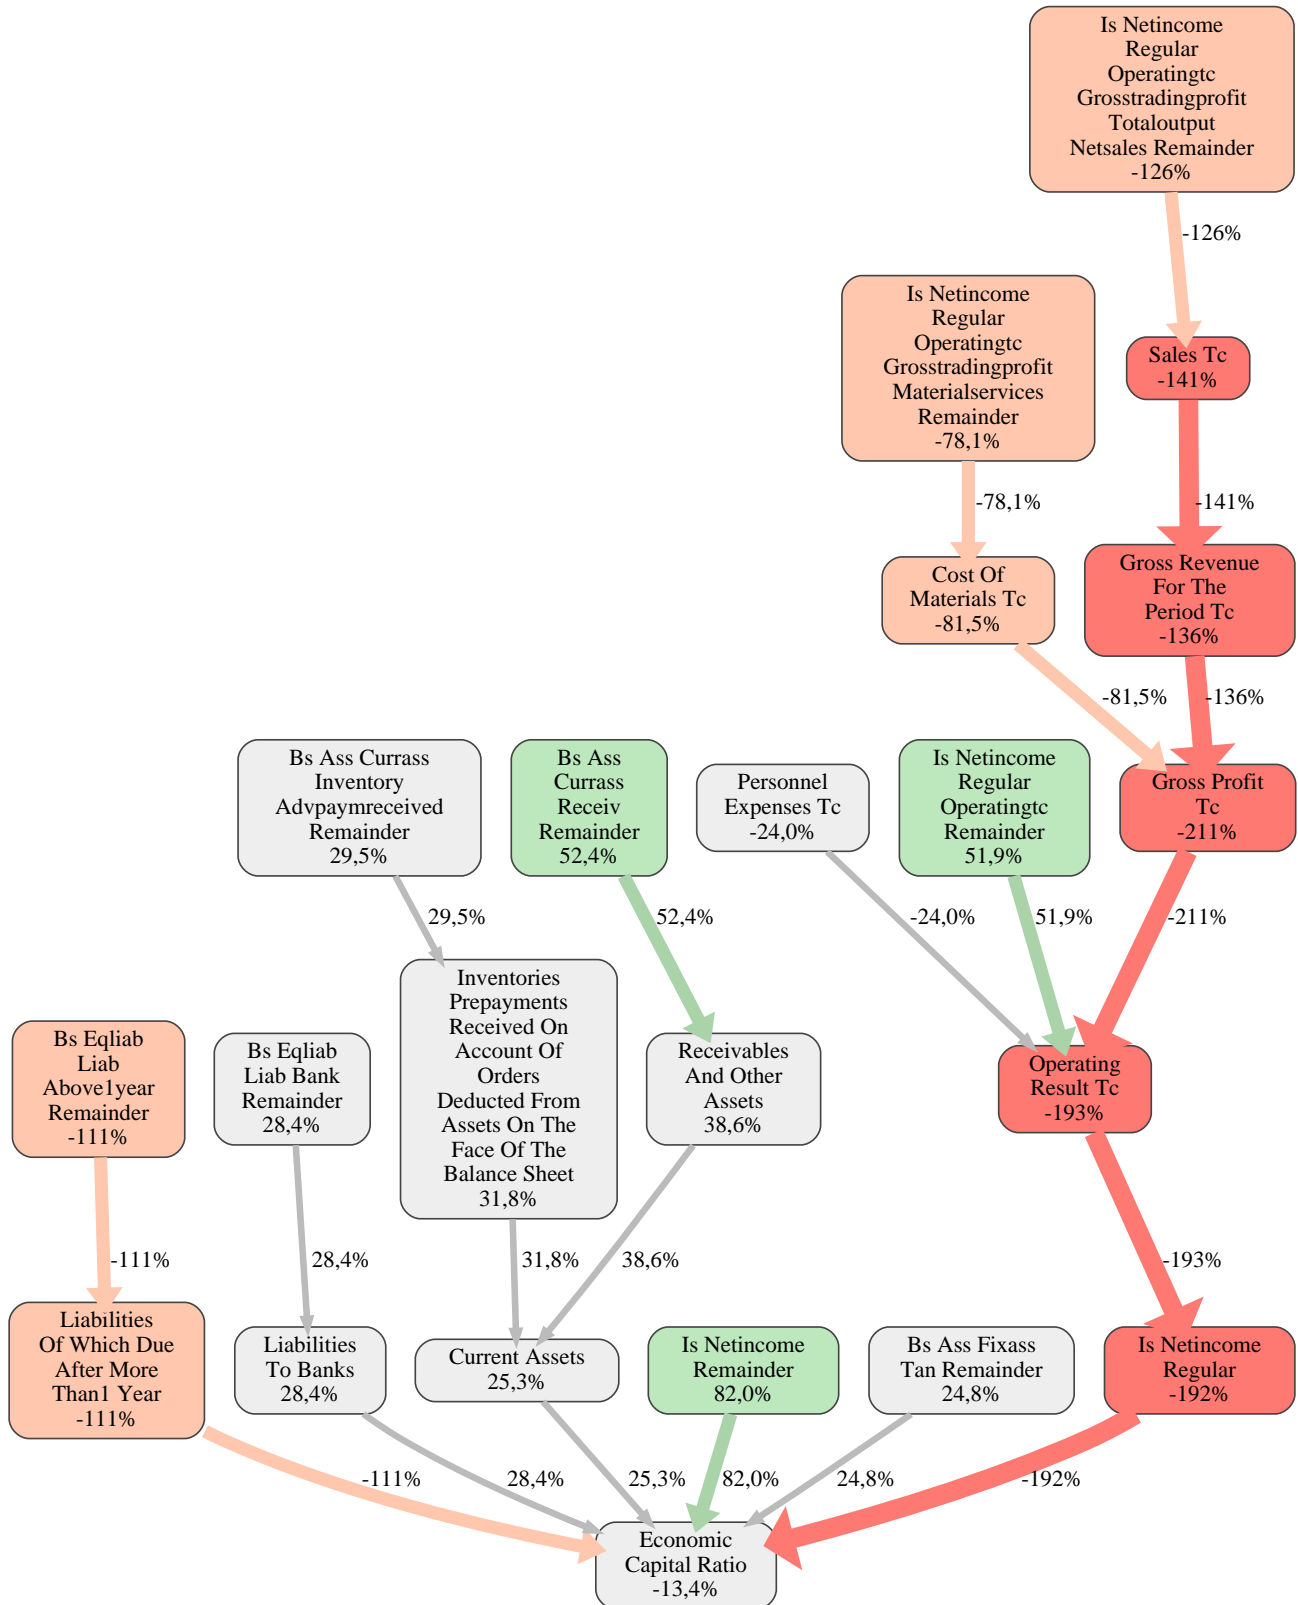 Is Netincome
Regular
Operatingtc
Grosstradingprofit
Totaloutput
Netsales Remainder
-126%
-126%
Is Netincome
Regular
Operatingtc
Grosstradingprofit
Materialservices
Remainder
-78,1%
Sales Tc
-141%
-78,1%
-141%
Cost Of
Materials Tc
-81,5%
Gross Revenue
For The
Period Tc
-136%
-81,5%
-136%
Bs Ass Currass
Inventory
Advpaymreceived
Remainder
29,5%
Bs Ass
Currass
Receiv
Remainder
52,4%
Personnel
Expenses Tc
-24,0%
Is Netincome
Regular
Operatingtc
Remainder
51,9%
Gross Profit
Tc
-211%
29,5%
52,4%
-24,0%
51,9%
-211%
Bs Eqliab
Liab
Above1year
Remainder
-111%
Bs Eqliab
Liab Bank
Remainder
28,4%
Inventories
Prepayments
Received On
Account Of
Orders
Deducted From
Assets On The
Face Of The
Balance Sheet
31,8%
Receivables
And Other
Assets
38,6%
Operating
Result Tc
-193%
-111%
28,4%
31,8%
38,6%
-193%
Liabilities
Of Which Due
After More
Than1 Year
-111%
Liabilities
To Banks
28,4%
Current Assets
25,3%
Is Netincome
Remainder
82,0%
Bs Ass Fixass
Tan Remainder
24,8%
Is Netincome
Regular
-192%
-111%
28,4%
25,3%
82,0%
24,8%
-192%
Economic
Capital Ratio
-13,4%